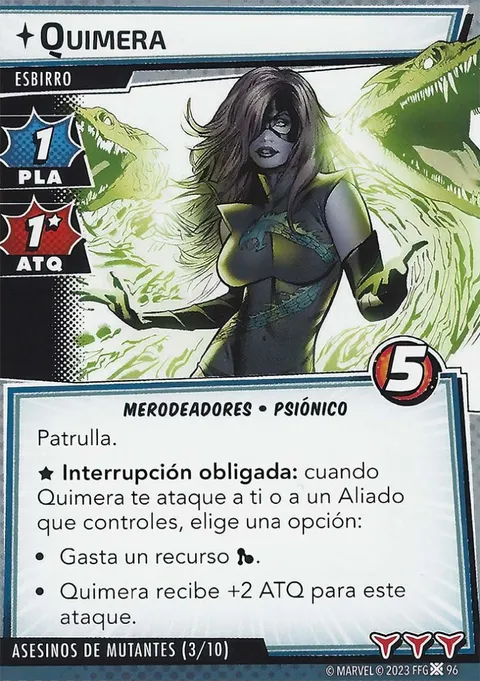 Quimera
ESBIRRO
1
PLA
1★
ATQ
5
MERODEADORES • PSIÓNICO
Patrulla.
★ Interrupción obligada: cuando
Quimera te ataque a ti o a un Aliado
que controles, elige una opción:
• Gasta un recurso .
• Quimera recibe +2 ATQ para este
ataque.
ASESINOS DE MUTANTES (3/10)
© MARVEL © 2023 FFG 96